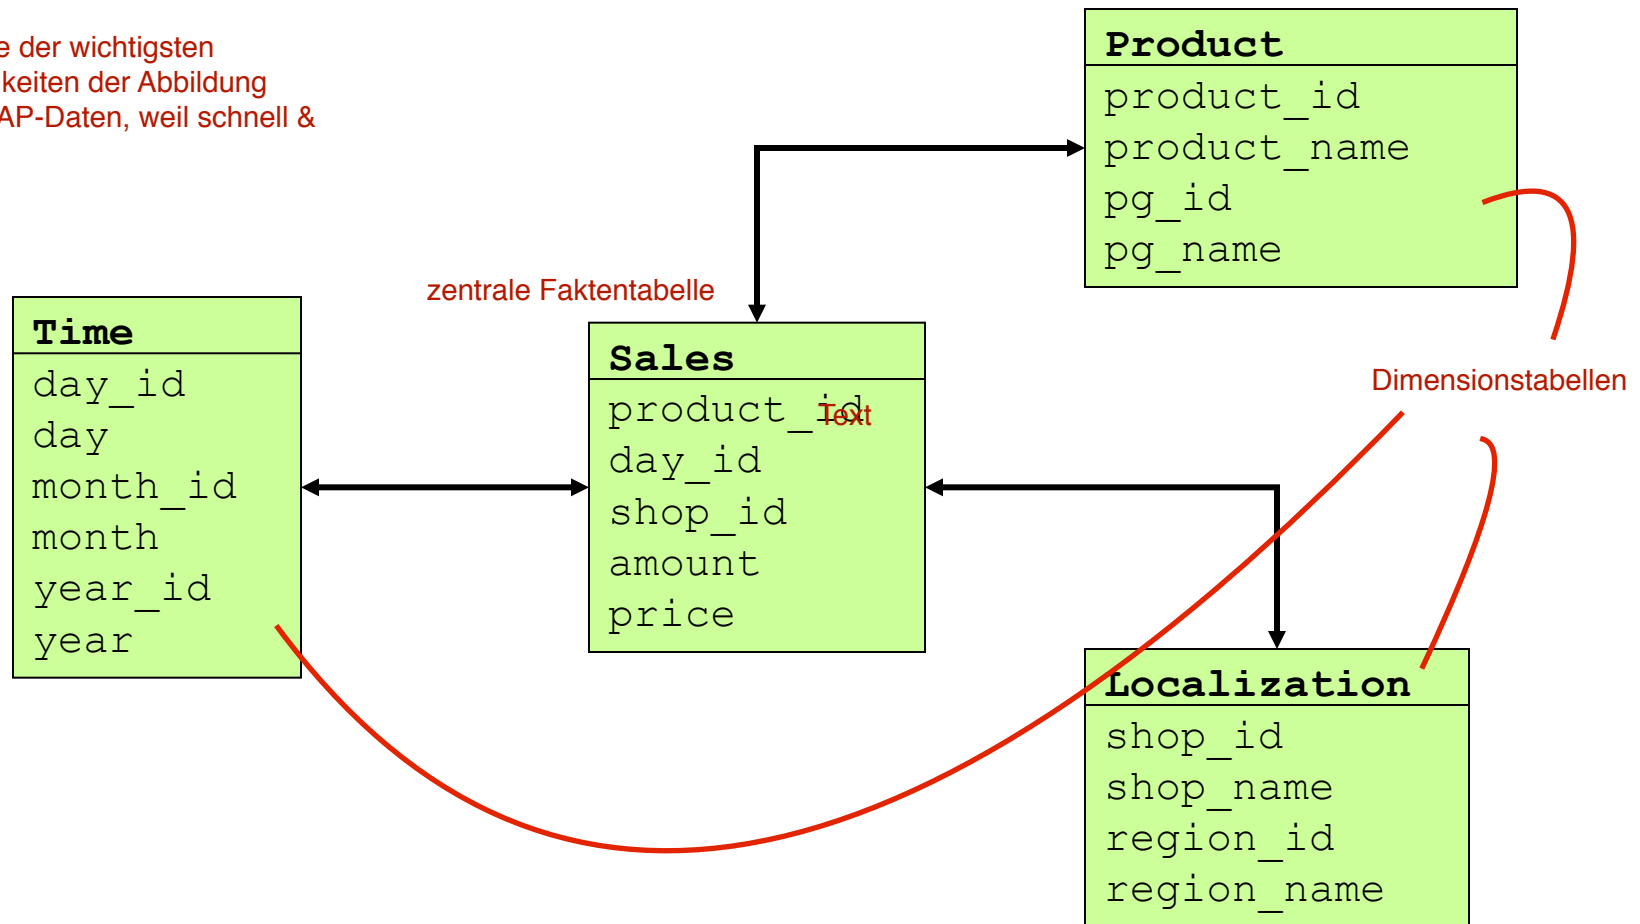 e der wichtigsten
keiten der Abbildung
AP-Daten, weil schnell &
Product
product_id
product_name
pg_id
pg_name
zentrale Faktentabelle
Time
day_id
day
month_id
month
year_id
year
Sales
product_id
Text
day_id
shop_id
amount
price
Dimensionstabellen
Localization
shop_id
shop_name
region_id
region_name